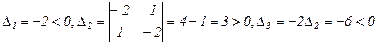 Δ₁ = −2 < 0, Δ₂ = |−2 1; 1 −2| = 4 − 1 = 3 > 0, Δ₃ = −2Δ₂ = −6 < 0